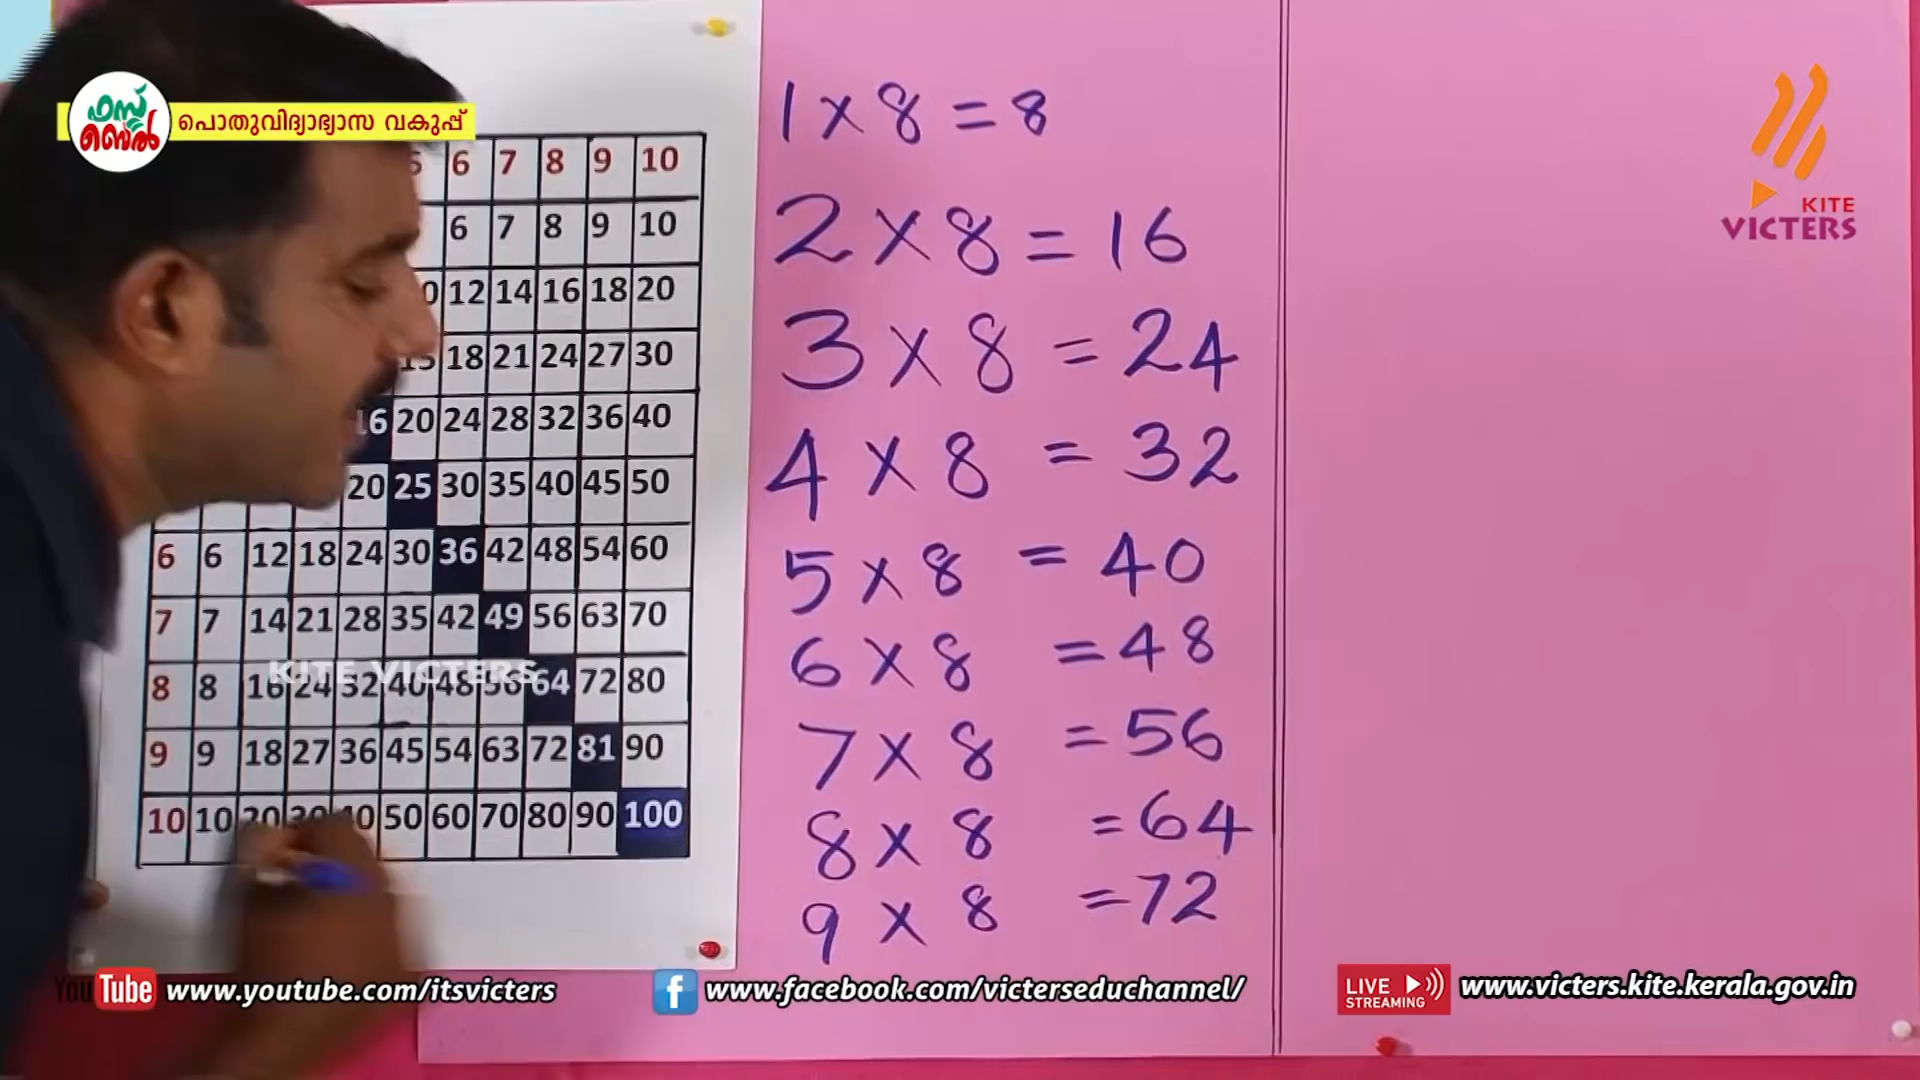 ഫസ്റ്റ്
ബെൽ
പൊതുവിദ്യാഭ്യാസ വകുപ്പ്
6 7 8 9 10
6 7 8 9 10
12 14 16 18 20
15 18 21 24 27 30
16 20 24 28 32 36 40
20 25 30 35 40 45 50
6 6 12 18 24 30 36 42 48 54 60
7 7 14 21 28 35 42 49 56 63 70
8 8 16 24 32 40 48 56 64 72 80
9 9 18 27 36 45 54 63 72 81 90
10 10 20 30 40 50 60 70 80 90 100
KITE VICTERS
1 x 8 = 8
2 x 8 = 16
3 x 8 = 24
4 x 8 = 32
5 x 8 = 40
6 x 8 = 48
7 x 8 = 56
8 x 8 = 64
9 x 8 = 72
KITE
VICTERS
YouTube www.youtube.com/itsvicters
f www.facebook.com/victerseduchannel/
LIVE
STREAMING
www.victers.kite.kerala.gov.in